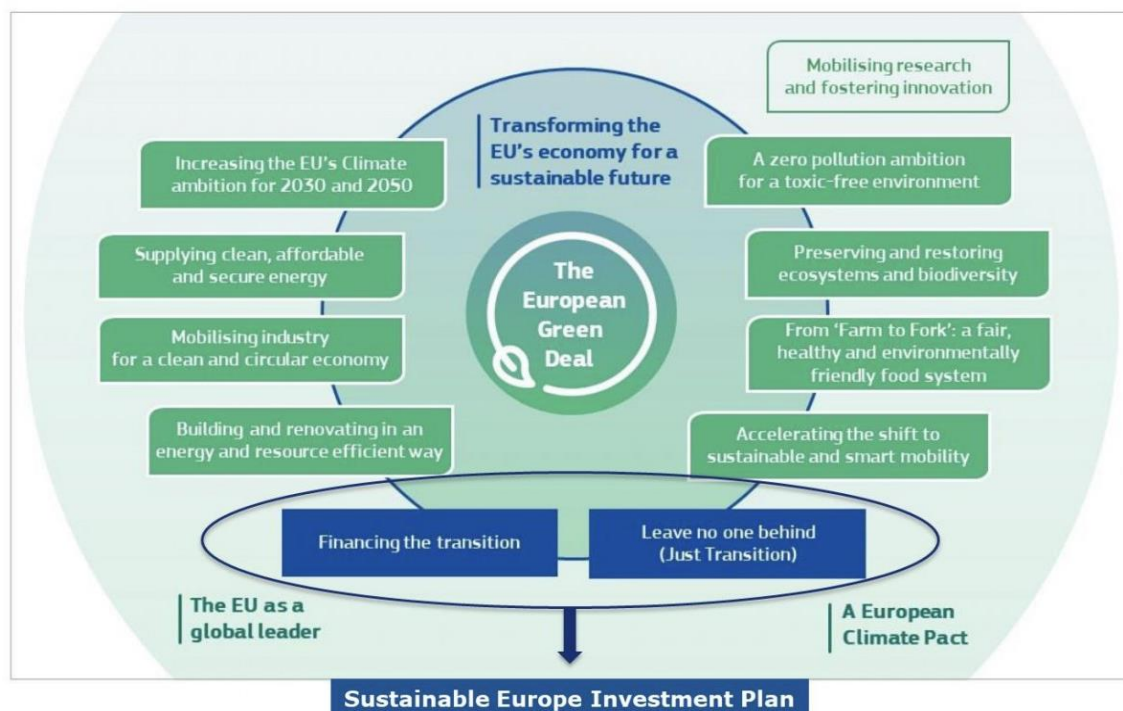 Mobilising research
and fostering innovation
Transforming the
EU's economy for a
sustainable future
Increasing the EU's Climate
ambition for 2030 and 2050
A zero pollution ambition
for a toxic-free environment
Supplying clean, affordable
and secure energy
The
European
Green
Deal
Preserving and restoring
ecosystems and biodiversity
Mobilising industry
for a clean and circular economy
From ‘Farm to Fork’: a fair,
healthy and environmentally
friendly food system
Building and renovating in an
energy and resource efficient way
Accelerating the shift to
sustainable and smart mobility
Financing the transition
Leave no one behind
(Just Transition)
The EU as a
global leader
A European
Climate Pact
Sustainable Europe Investment Plan